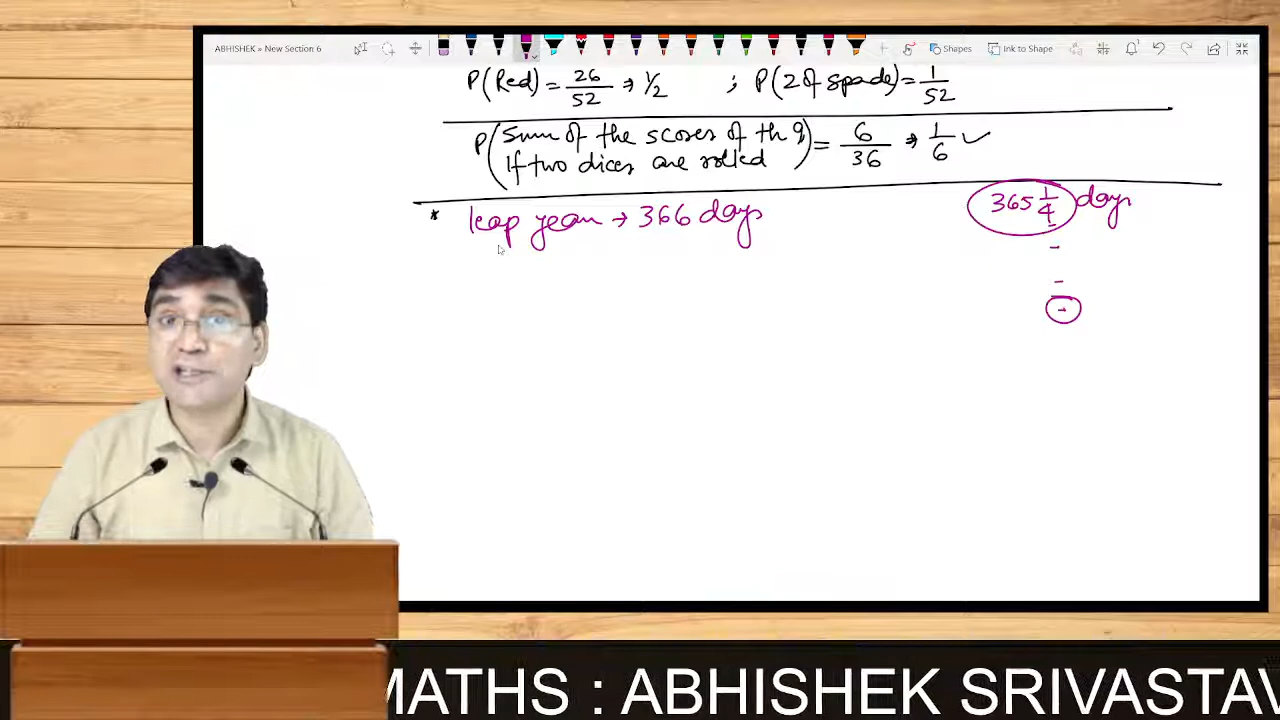 ABHISHEK » New Section 6
Shapes Ink to Shape
P(Red) = 26/52 → 1/2 ; P(2 of spade) = 1/52
P(Sum of the scores of th 9
If two dices are rolled) = 6/36 → 1/6 ✓
* leap year → 366 days
365 1/4 days
MATHS : ABHISHEK SRIVASTAV